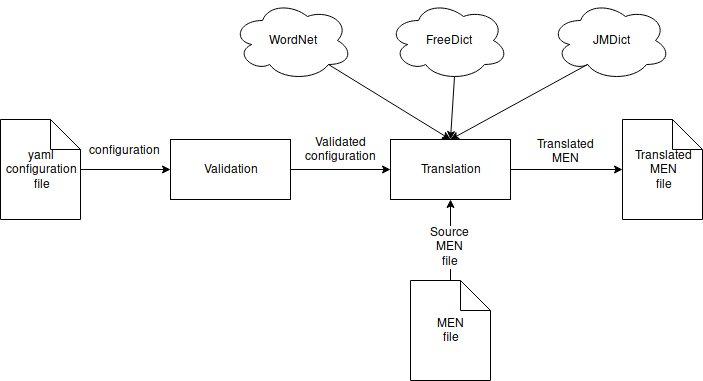 WordNet
FreeDict
JMDict
yaml
configuration
file
configuration
Validation
Validated
configuration
Translation
Translated
MEN
Translated
MEN
file
Source
MEN
file
MEN
file